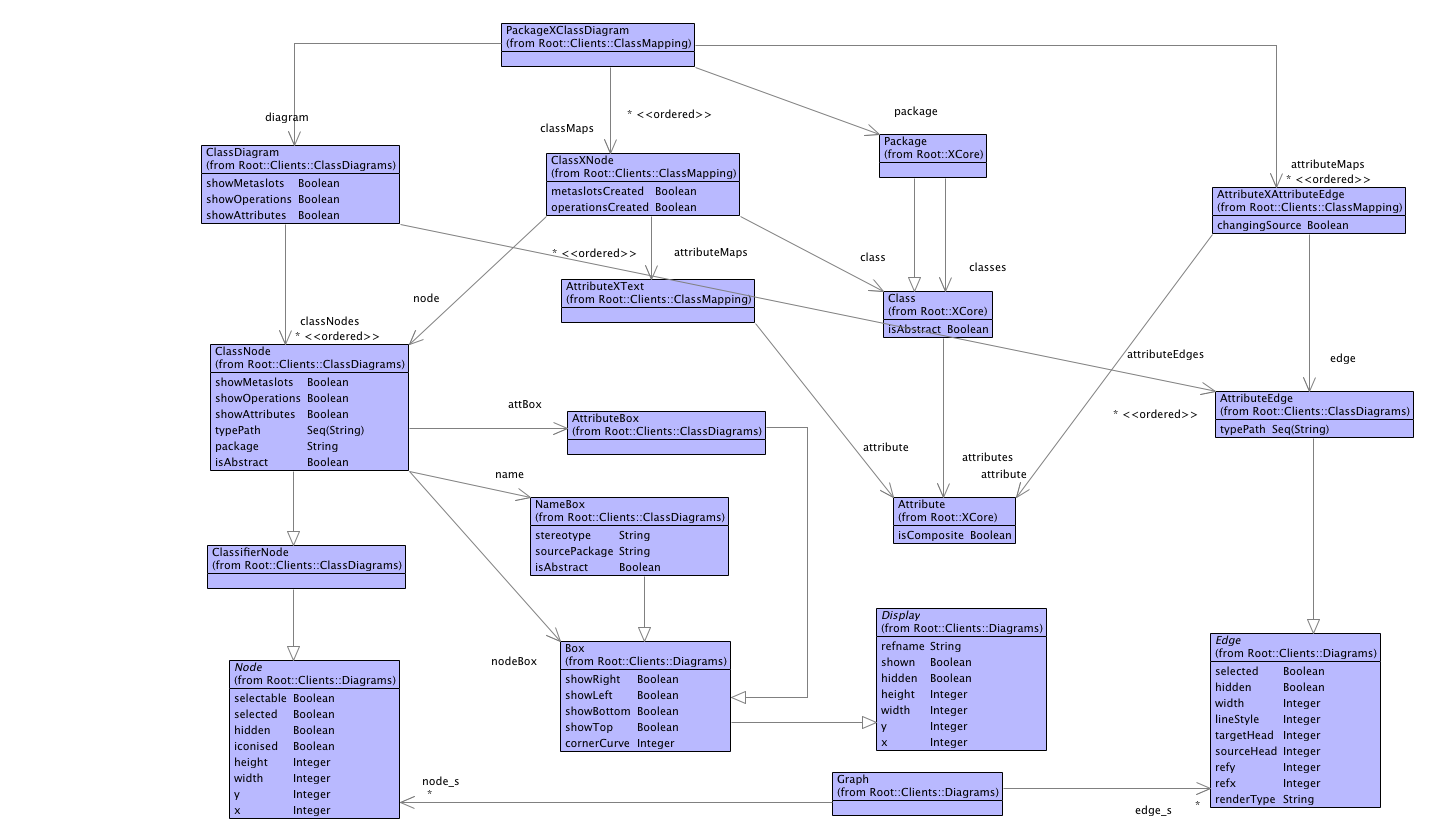 PackageXClassDiagram
(from Root::Clients::ClassMapping)
diagram
* <<ordered>>
classMaps
package
ClassDiagram
(from Root::Clients::ClassDiagrams)
showMetaslots Boolean
showOperations Boolean
showAttributes Boolean
ClassXNode
(from Root::Clients::ClassMapping)
metaslotsCreated Boolean
operationsCreated Boolean
Package
(from Root::XCore)
attributeMaps
* <<ordered>>
AttributeXAttributeEdge
(from Root::Clients::ClassMapping)
changingSource Boolean
* <<ordered>>
attributeMaps
class
classes
node
AttributeXText
(from Root::Clients::ClassMapping)
Class
(from Root::XCore)
isAbstract Boolean
classNodes
* <<ordered>>
attributeEdges
edge
ClassNode
(from Root::Clients::ClassDiagrams)
showMetaslots Boolean
showOperations Boolean
showAttributes Boolean
typePath Seq(String)
package String
isAbstract Boolean
attBox
AttributeBox
(from Root::Clients::ClassDiagrams)
* <<ordered>>
AttributeEdge
(from Root::Clients::ClassDiagrams)
typePath Seq(String)
attribute
attributes
attribute
name
NameBox
(from Root::Clients::ClassDiagrams)
stereotype String
sourcePackage String
isAbstract Boolean
Attribute
(from Root::XCore)
isComposite Boolean
ClassifierNode
(from Root::Clients::ClassDiagrams)
nodeBox
Box
(from Root::Clients::Diagrams)
showRight Boolean
showLeft Boolean
showBottom Boolean
showTop Boolean
cornerCurve Integer
Display
(from Root::Clients::Diagrams)
refname String
shown Boolean
hidden Boolean
height Integer
width Integer
y Integer
x Integer
Edge
(from Root::Clients::Diagrams)
selected Boolean
hidden Boolean
width Integer
lineStyle Integer
targetHead Integer
sourceHead Integer
refy Integer
refx Integer
renderType String
Node
(from Root::Clients::Diagrams)
selectable Boolean
selected Boolean
hidden Boolean
iconised Boolean
height Integer
width Integer
y Integer
x Integer
node_s
*
Graph
(from Root::Clients::Diagrams)
edge_s
*